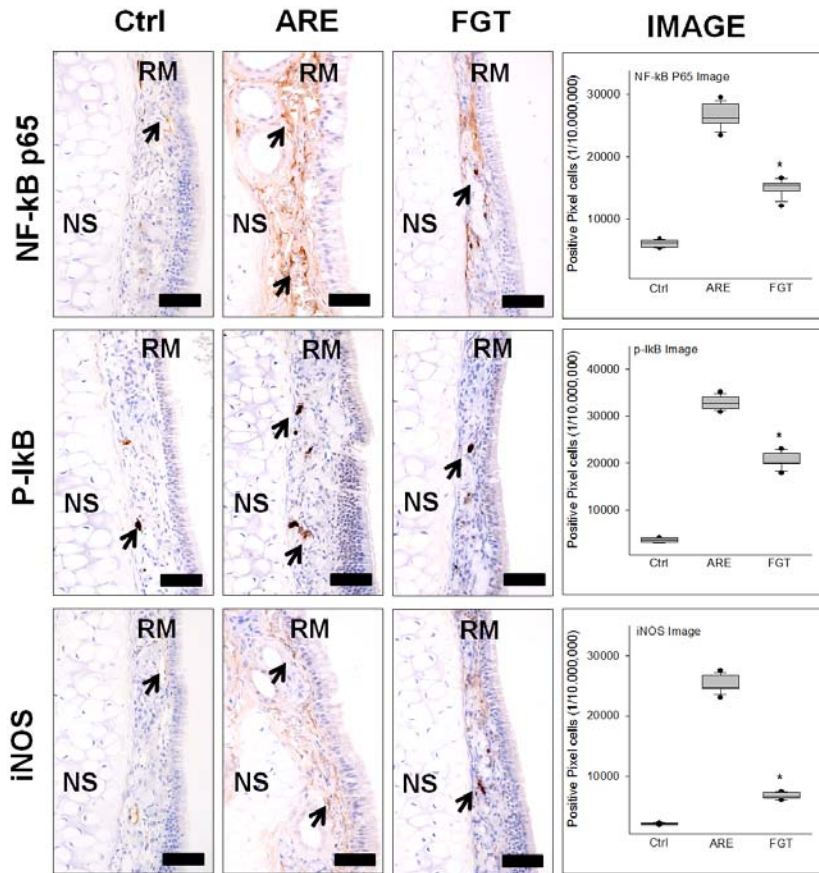 Ctrl ARE FGT IMAGE
NF-kB p65
RM RM RM
NS NS NS
NF-kB P65 Image
Positive Pixel cells (1/10,000,000)
30000
20000
10000
*
Ctrl ARE FGT
P-IkB
RM RM RM
NS NS NS
p-IkB Image
Positive Pixel cells (1/10,000,000)
40000
30000
20000
10000
*
Ctrl ARE FGT
iNOS
RM RM RM
NS NS NS
iNOS Image
Positive Pixel cells (1/10,000,000)
30000
20000
10000
*
Ctrl ARE FGT